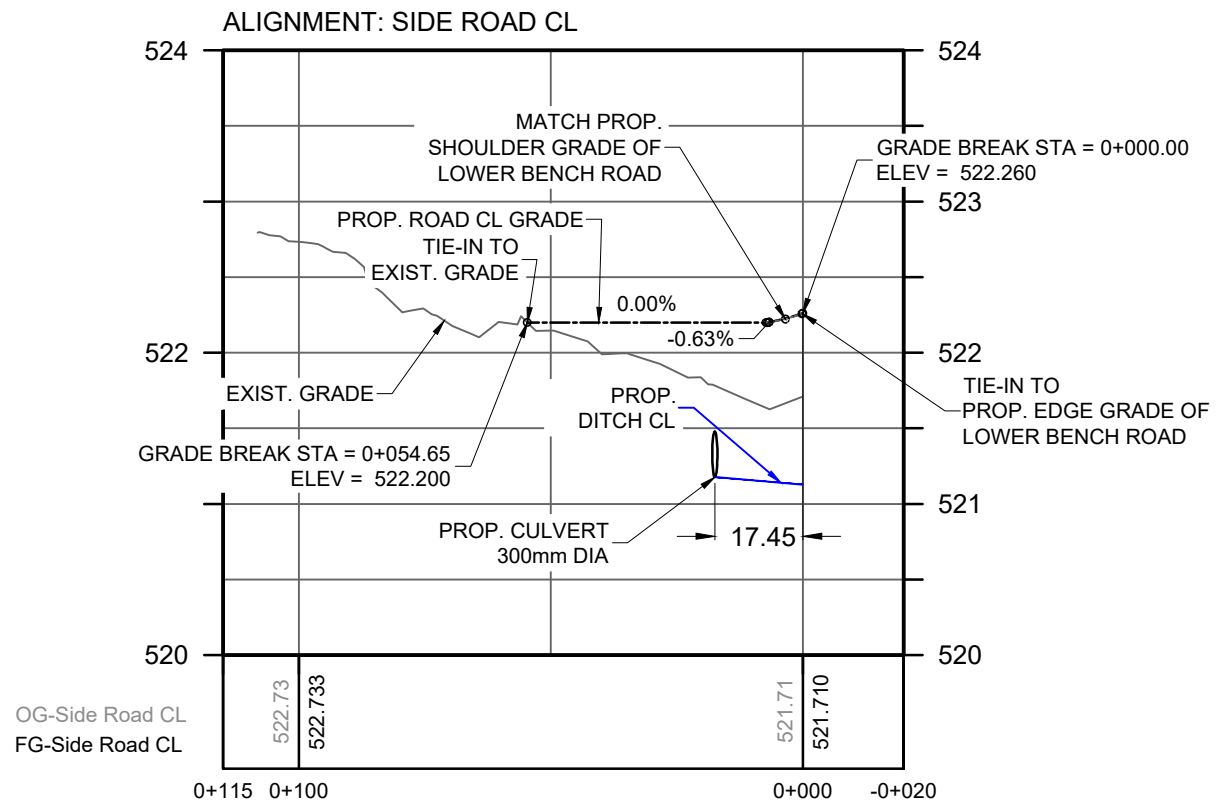 ALIGNMENT: SIDE ROAD CL
524
524
MATCH PROP.
SHOULDER GRADE OF
LOWER BENCH ROAD
GRADE BREAK STA = 0+000.00
ELEV = 522.260
523
523
PROP. ROAD CL GRADE
TIE-IN TO
EXIST. GRADE
0.00%
-0.63%
522
522
EXIST. GRADE
PROP.
DITCH CL
TIE-IN TO
PROP. EDGE GRADE OF
LOWER BENCH ROAD
GRADE BREAK STA = 0+054.65
ELEV = 522.200
521
521
PROP. CULVERT
300mm DIA
17.45
520
520
OG-Side Road CL
FG-Side Road CL
522.73
522.733
521.71
521.710
0+115
0+100
0+000
-0+020